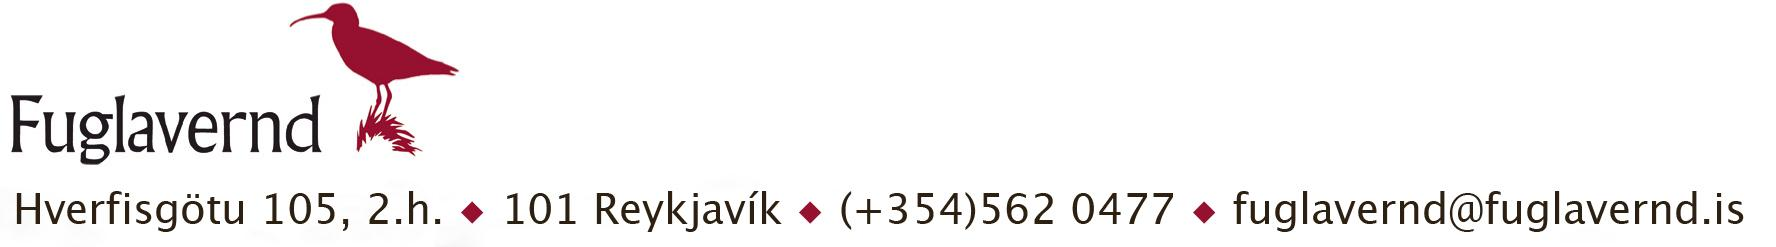 Fuglavernd
Hverfisgötu 105, 2.h. ◆ 101 Reykjavík ◆ (+354)562 0477 ◆ fuglavernd@fuglavernd.is